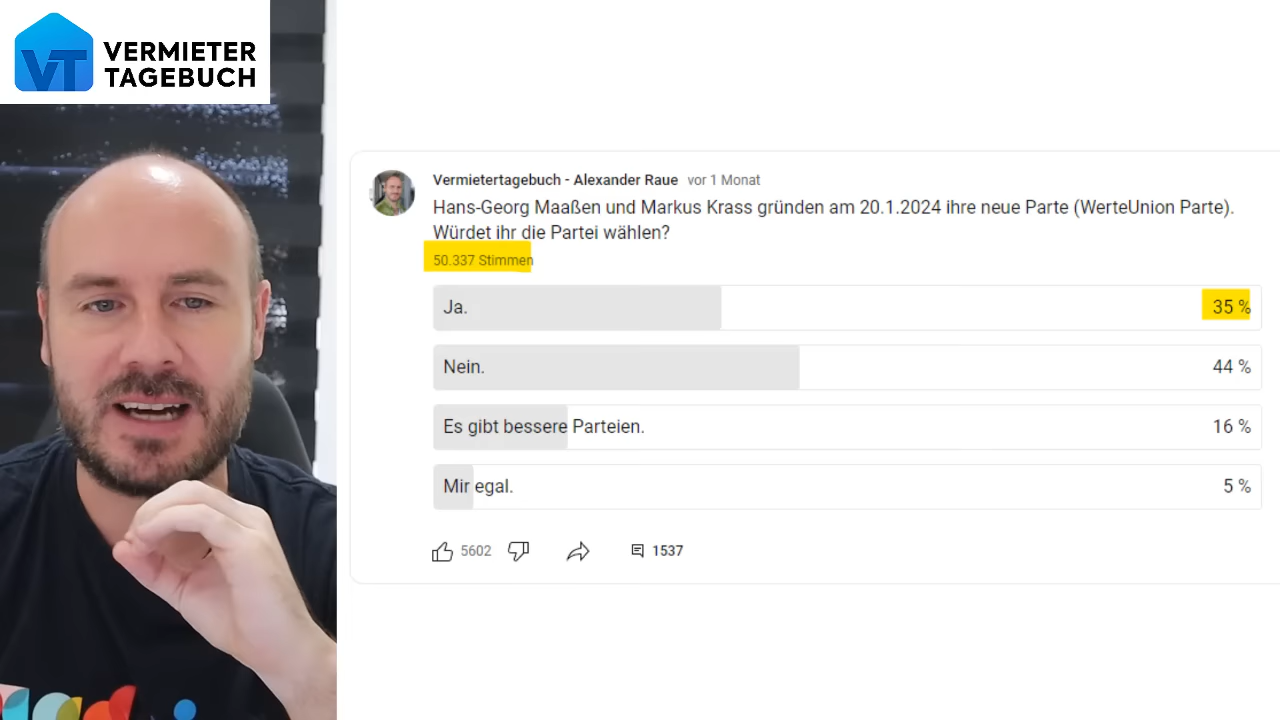 VT VERMIETER
TAGEBUCH
Vermietertagebuch - Alexander Raue vor 1 Monat
Hans-Georg Maaßen und Markus Krass gründen am 20.1.2024 ihre neue Parte (WerteUnion Parte).
Würdet ihr die Partei wählen?
50.337 Stimmen
Ja. 35 %
Nein. 44 %
Es gibt bessere Parteien. 16 %
Mir egal. 5 %
5602 1537